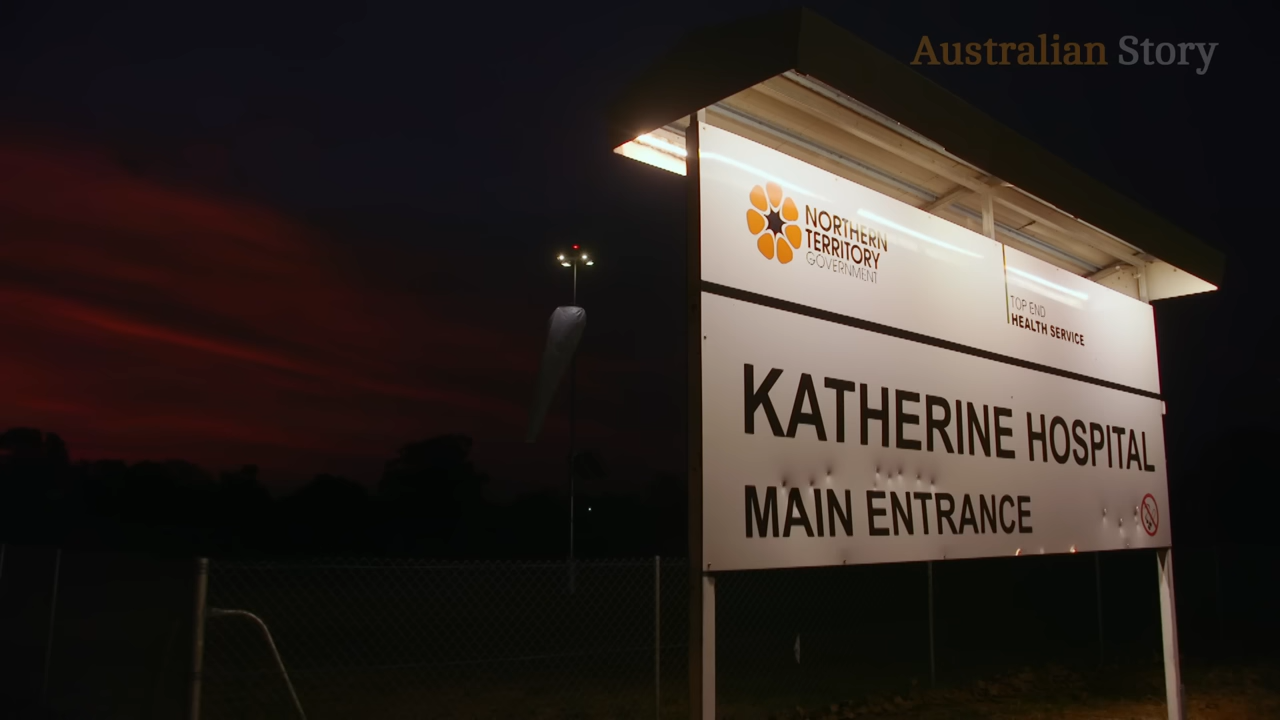 Australian Story
NORTHERN
TERRITORY
GOVERNMENT
TOP END
HEALTH SERVICE
KATHERINE HOSPITAL
MAIN ENTRANCE